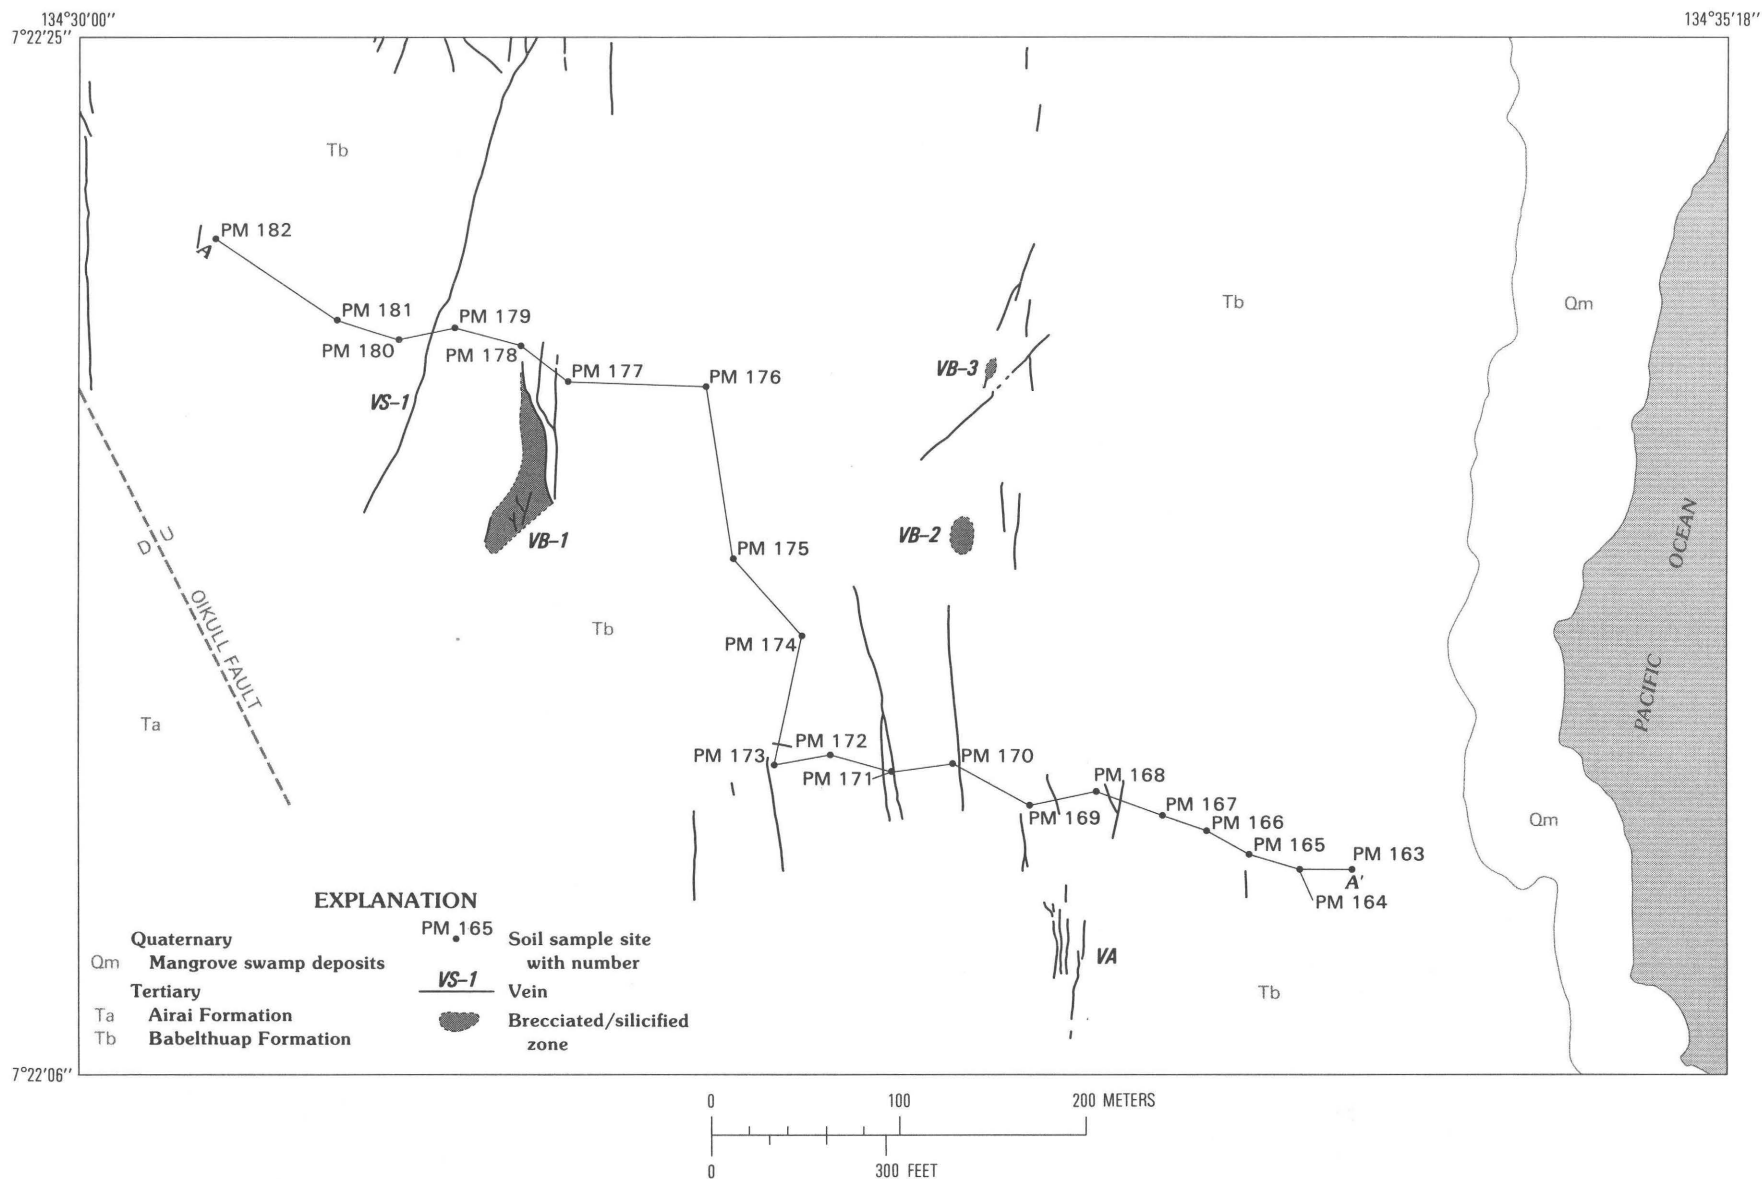 134°30′00″
134°35′18″
7°22′25″
Tb
PM 182
A
PM 181
PM 179
PM 180
PM 178
PM 177
PM 176
VS–1
VB–3
Tb
Qm
VB–1
VB–2
PM 175
U
D
OIKULL FAULT
Tb
PM 174
Ta
PACIFIC OCEAN
PM 173
PM 172
PM 171
PM 170
PM 169
PM 168
PM 167
PM 166
PM 165
PM 163
A′
PM 164
Qm
VA
Tb
EXPLANATION
Quaternary
Qm Mangrove swamp deposits
Tertiary
Ta Airai Formation
Tb Babelthuap Formation
PM 165 Soil sample site
with number
VS–1 Vein
Brecciated/silicified
zone
7°22′06″
0 100 200 METERS
0 300 FEET